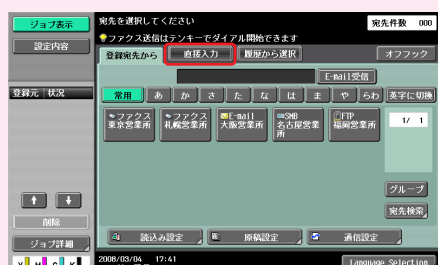 ジョブ表示
設定内容
宛先を選択してください
宛先件数 000
ファクス送信はテンキーでダイアル開始できます
登録宛先から 直接入力 履歴から選択 オフフック
E-mail受信
登録元 状況
常用 あ か さ た な は ま や らわ 英字に切換
ファクス
東京営業所
ファクス
札幌営業所
E-mail
大阪営業所
SMB
名古屋営業所
FTP
福岡営業所
1/ 1
グループ
宛先検索
削除
ジョブ詳細
読込み設定 原稿設定 通信設定
2008/03/04 17:41
Language Selection
Y M C K